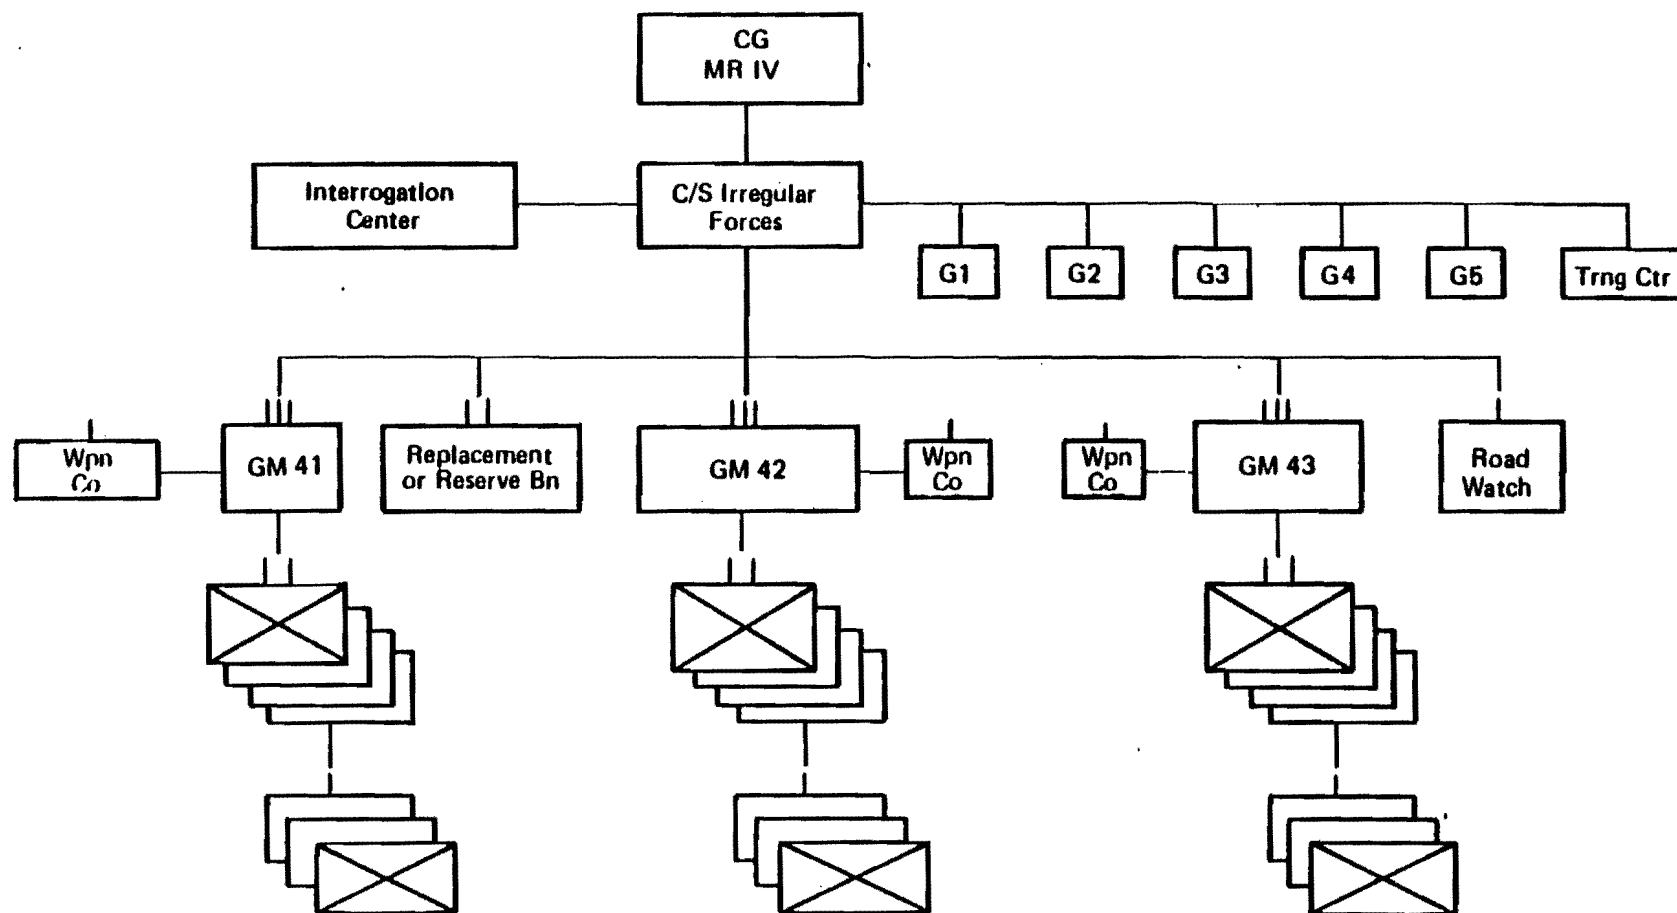 CG
MR IV
Interrogation
Center
C/S Irregular
Forces
G1
G2
G3
G4
G5
Trng Ctr
Wpn
Co
GM 41
Replacement
or Reserve Bn
GM 42
Wpn
Co
Wpn
Co
GM 43
Road
Watch